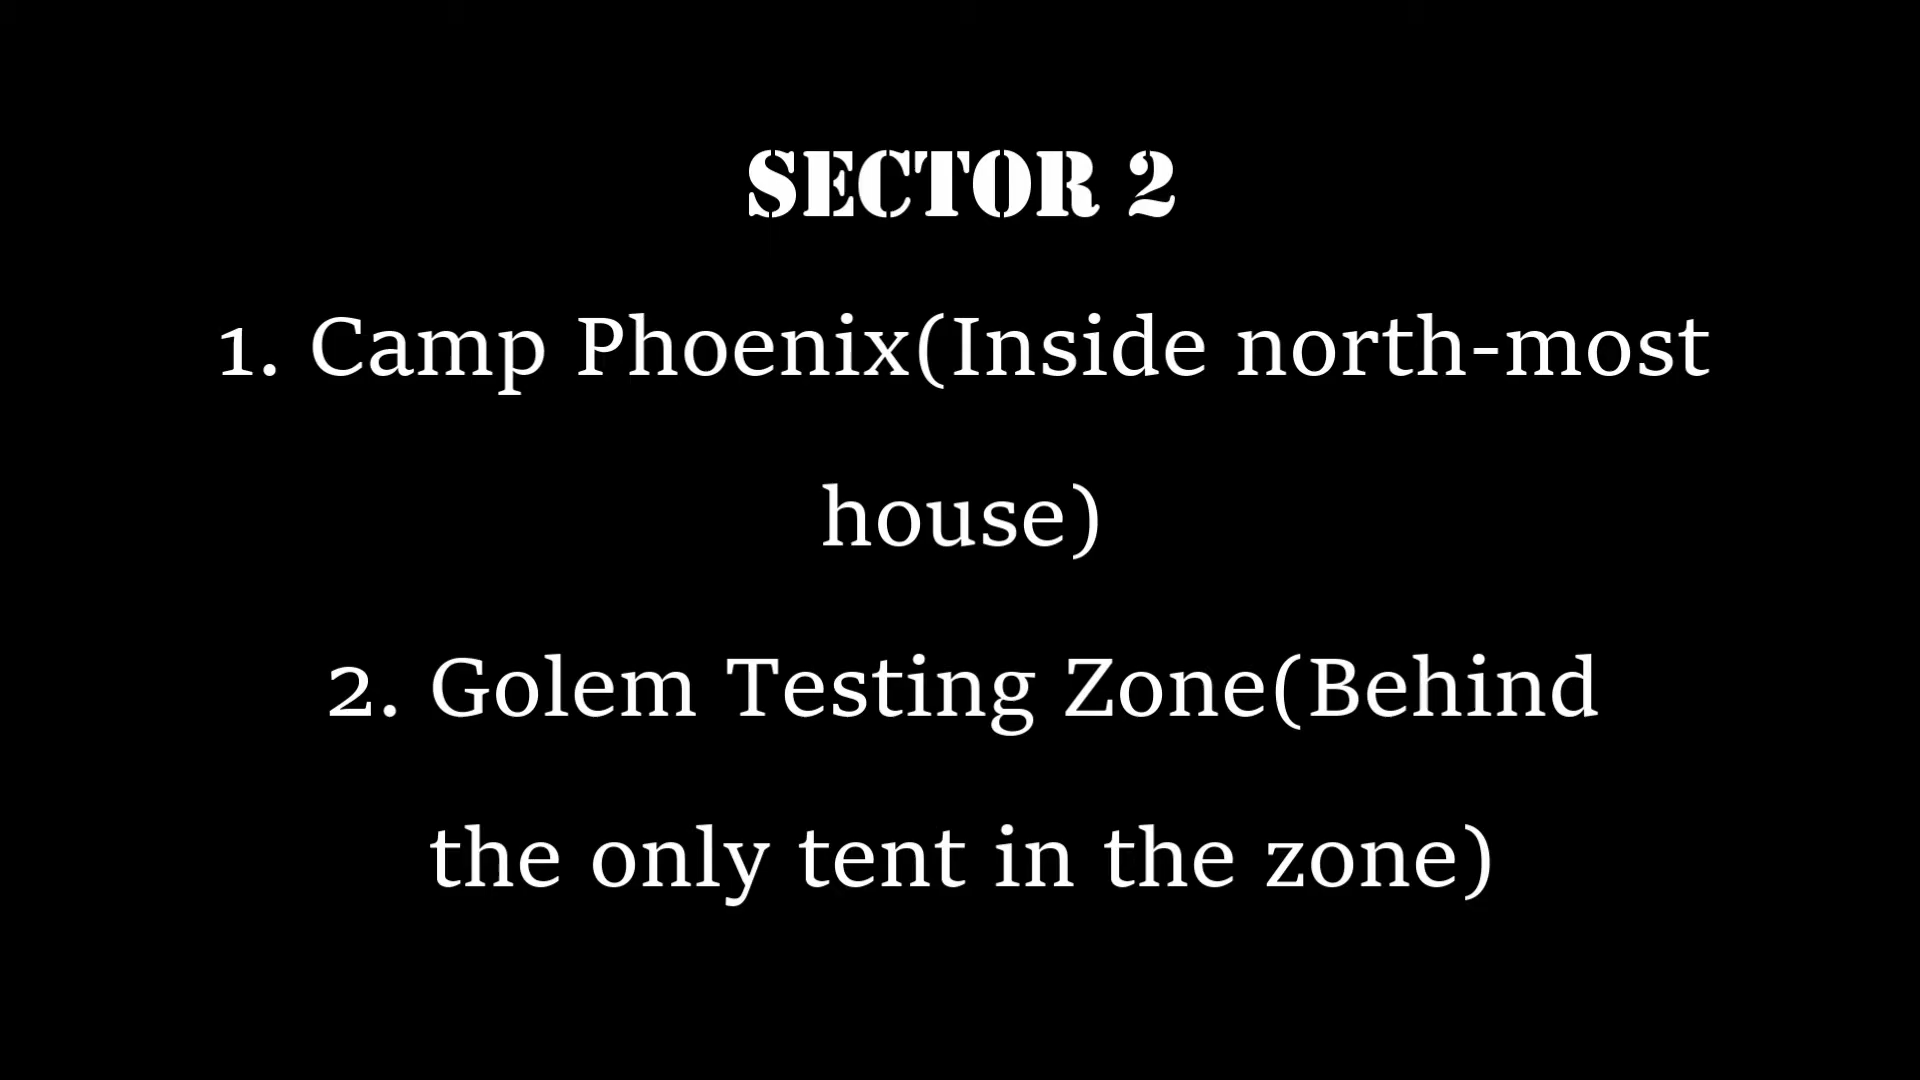 SECTOR 2
1. Camp Phoenix(Inside north-most
house)
2. Golem Testing Zone(Behind
the only tent in the zone)